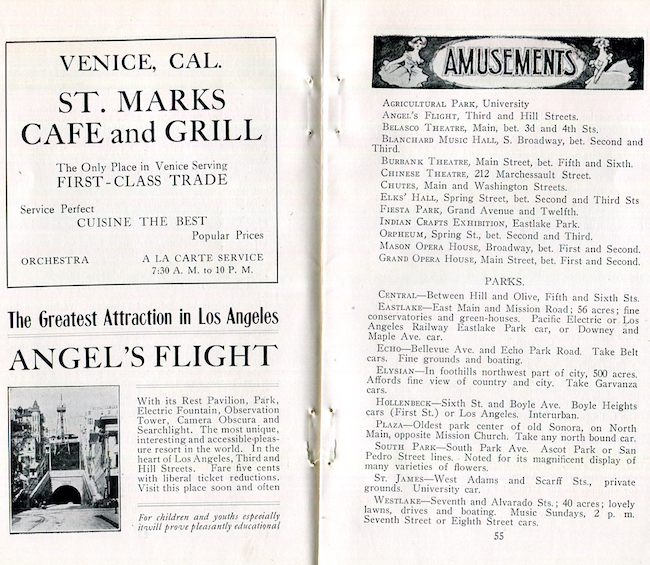 VENICE, CAL.
ST. MARKS
CAFE and GRILL
The Only Place in Venice Serving
FIRST-CLASS TRADE
Service Perfect
CUISINE THE BEST
Popular Prices
ORCHESTRA
A LA CARTE SERVICE
7:30 A. M. to 10 P. M.
The Greatest Attraction in Los Angeles
ANGEL'S FLIGHT
With its Rest Pavilion, Park,
Electric Fountain, Observation
Tower, Camera Obscura and
Searchlight. The most unique,
interesting and accessible pleas-
ure resort in the world. In the
heart of Los Angeles, Third and
Hill Streets. Fare five cents
with liberal ticket reductions.
Visit this place soon and often
For children and youths especially
it will prove pleasantly educational
AMUSEMENTS
AGRICULTURAL PARK, University
ANGEL'S FLIGHT, Third and Hill Streets.
BELASCO THEATRE, Main, bet. 3d and 4th Sts.
BLANCHARD MUSIC HALL, S. Broadway, bet. Second and
Third.
BURBANK THEATRE, Main Street, bet. Fifth and Sixth.
CHINESE THEATRE, 212 Marchessault Street.
CHUTES, Main and Washington Streets.
ELKS' HALL, Spring Street, bet. Second and Third Sts
FIESTA PARK, Grand Avenue and Twelfth.
INDIAN CRAFTS EXHIBITION, Eastlake Park.
ORPHEUM, Spring St., bet. Second and Third.
MASON OPERA HOUSE, Broadway, bet. First and Second.
GRAND OPERA HOUSE, Main Street, bet. First and Second.
PARKS.
CENTRAL—Between Hill and Olive, Fifth and Sixth Sts.
EASTLAKE—East Main and Mission Road; 56 acres; fine
conservatories and green-houses. Pacific Electric or Los
Angeles Railway Eastlake Park car, or Downey and
Maple Ave. car.
ECHO—Bellevue Ave. and Echo Park Road. Take Belt
cars. Fine grounds and boating.
ELYSIAN—In foothills northwest part of city, 500 acres.
Affords fine view of country and city. Take Garvanza
cars.
HOLLENBECK—Sixth St. and Boyle Ave. Boyle Heights
cars (First St.) or Los Angeles. Interurban.
PLAZA—Oldest park center of old Sonora, on North
Main, opposite Mission Church. Take any north bound car.
SOUTH PARK—South Park Ave. Ascot Park or San
Pedro Street lines. Noted for its magnificent display of
many varieties of flowers.
ST. JAMES—West Adams and Scarff Sts., private
grounds. University car.
WESTLAKE—Seventh and Alvarado Sts.; 40 acres; lovely
lawns, drives and boating. Music Sundays, 2 p. m.
Seventh Street or Eighth Street cars.
55